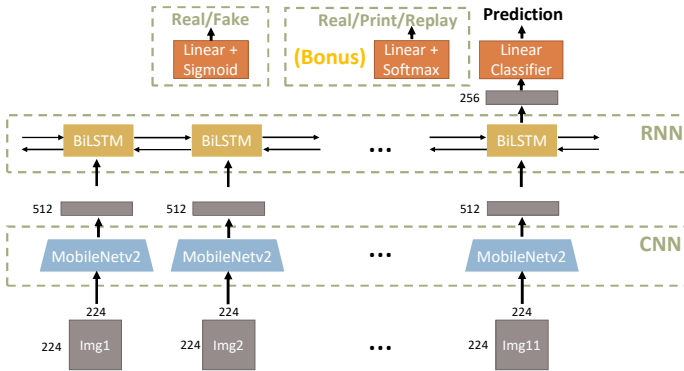 Real/Fake
Real/Print/Replay
Prediction
Linear +
Sigmoid
(Bonus)
Linear +
Softmax
Linear
Classifier
256
RNN
BiLSTM
BiLSTM
...
BiLSTM
512
512
512
CNN
MobileNetv2
MobileNetv2
...
MobileNetv2
224
224
224
224
Img1
224
Img2
...
224
Img11